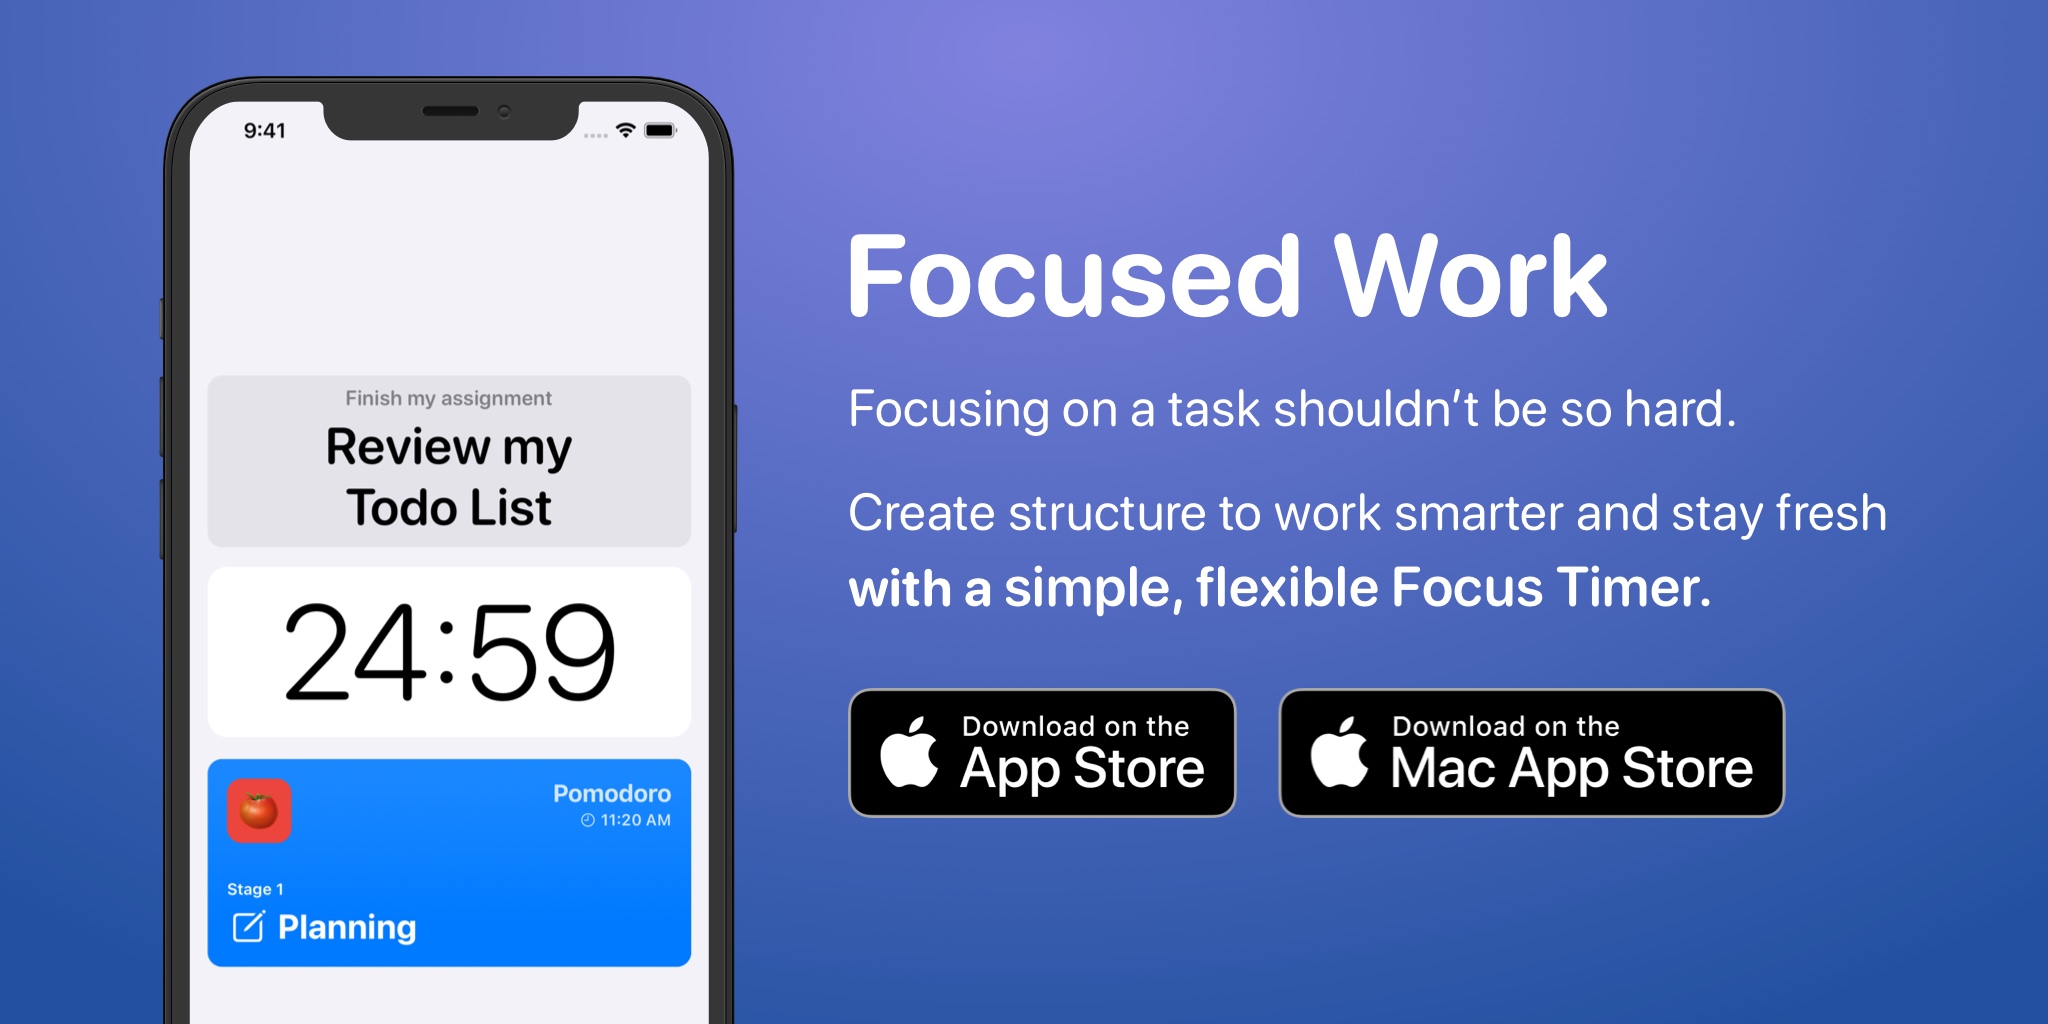 9:41
Finish my assignment
Review my
Todo List
24:59
Pomodoro
11:20 AM
Stage 1
Planning
Focused Work
Focusing on a task shouldn’t be so hard.
Create structure to work smarter and stay fresh
with a simple, flexible Focus Timer.
Download on the
App Store
Download on the
Mac App Store